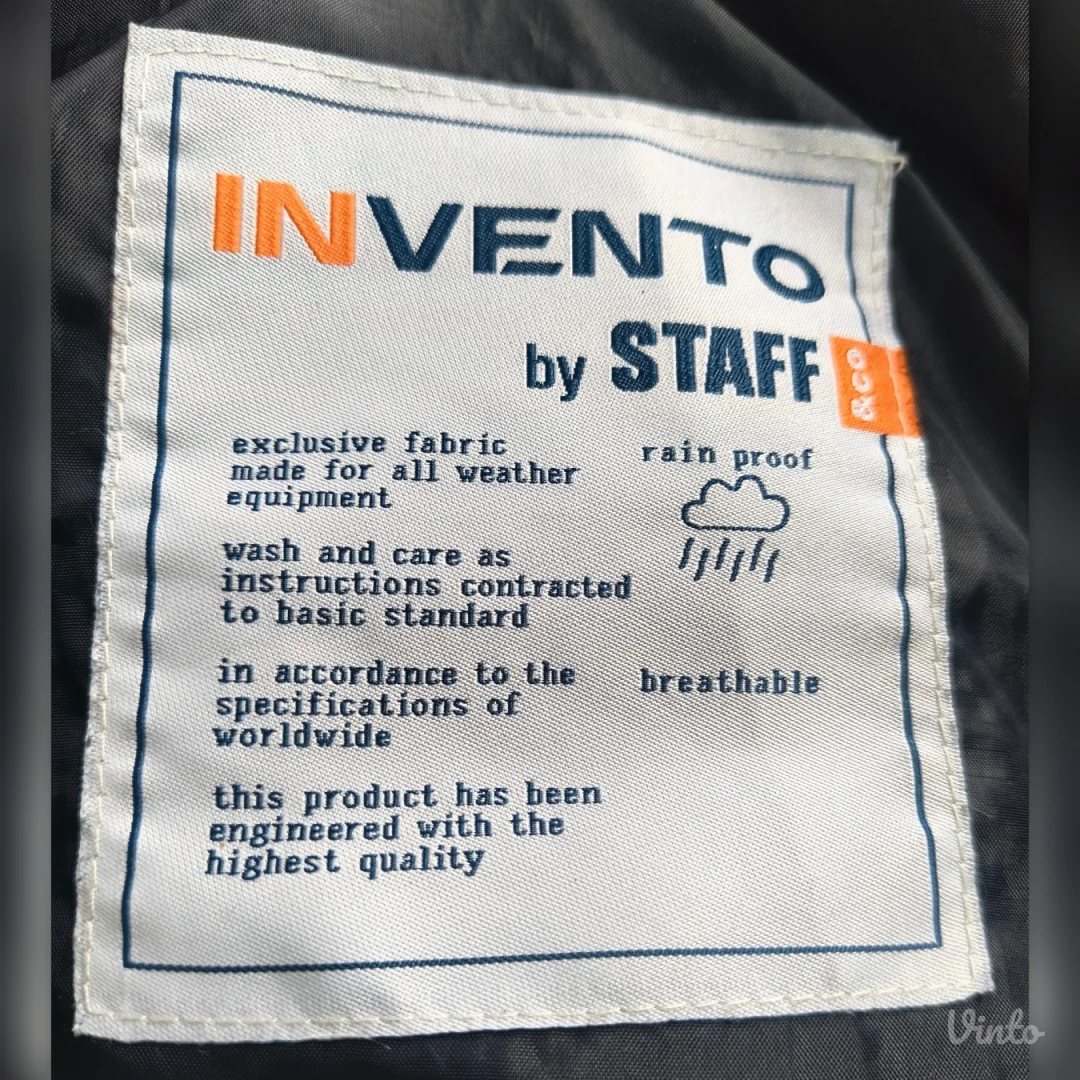 INVENTO
by STAFF
&co
exclusive fabric
made for all weather
equipment
rain proof
wash and care as
instructions contracted
to basic standard
in accordance to the
specifications of
worldwide
breathable
this product has been
engineered with the
highest quality
Vinto